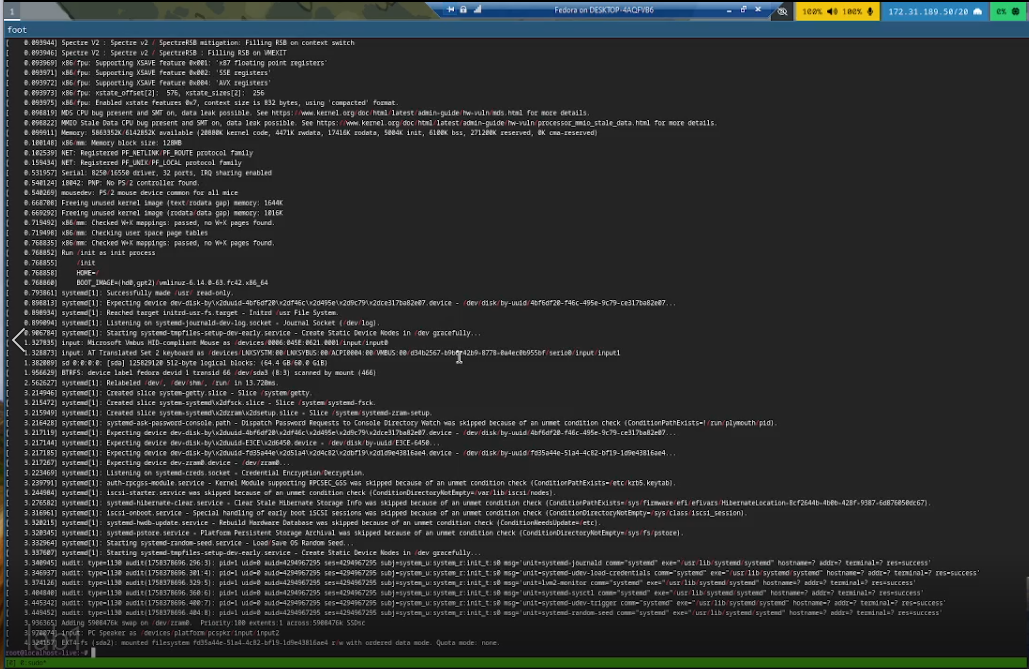 1
Fedora on DESKTOP-4AQFVB6
100% 100%
172.31.189.50/20
0%
foot
[    0.093944] Spectre V2 : Spectre v2 / SpectreRSB mitigation: Filling RSB on context switch
[    0.093946] Spectre V2 : Spectre v2 / SpectreRSB : Filling RSB on VMEXIT
[    0.093969] x86/fpu: Supporting XSAVE feature 0x001: 'x87 floating point registers'
[    0.093971] x86/fpu: Supporting XSAVE feature 0x002: 'SSE registers'
[    0.093972] x86/fpu: Supporting XSAVE feature 0x004: 'AVX registers'
[    0.093973] x86/fpu: xstate_offset[2]:  576, xstate_sizes[2]:  256
[    0.093975] x86/fpu: Enabled xstate features 0x7, context size is 832 bytes, using 'compacted' format.
[    0.098819] MDS CPU bug present and SMT on, data leak possible. See https://www.kernel.org/doc/html/latest/admin-guide/hw-vuln/mds.html for more details.
[    0.098822] MMIO Stale Data CPU bug present and SMT on, data leak possible. See https://www.kernel.org/doc/html/latest/admin-guide/hw-vuln/processor_mmio_stale_data.html for more details.
[    0.099911] Memory: 5863352K/6142852K available (20880K kernel code, 4471K rwdata, 17416K rodata, 5004K init, 6100K bss, 271200K reserved, 0K cma-reserved)
[    0.100148] x86/mm: Memory block size: 128MB
[    0.102539] NET: Registered PF_NETLINK/PF_ROUTE protocol family
[    0.159434] NET: Registered PF_UNIX/PF_LOCAL protocol family
[    0.531957] Serial: 8250/16550 driver, 32 ports, IRQ sharing enabled
[    0.540124] i8042: PNP: No PS/2 controller found.
[    0.540269] mousedev: PS/2 mouse device common for all mice
[    0.668708] Freeing unused kernel image (text/rodata gap) memory: 1644K
[    0.669292] Freeing unused kernel image (rodata/data gap) memory: 1016K
[    0.719492] x86/mm: Checked W+X mappings: passed, no W+X pages found.
[    0.719498] x86/mm: Checking user space page tables
[    0.768835] x86/mm: Checked W+X mappings: passed, no W+X pages found.
[    0.768852] Run /init as init process
[    0.768855]     /init
[    0.768858]     HOME=/
[    0.768860]     BOOT_IMAGE=(hd0,gpt2)/vmlinuz-6.14.0-63.fc42.x86_64
[    0.793861] systemd[1]: Successfully made /usr/ read-only.
[    0.898813] systemd[1]: Expecting device dev-disk-by\x2duuid-4bf6df20\x2df46c\x2d495e\x2d9c79\x2dce317ba82e07.device - /dev/disk/by-uuid/4bf6df20-f46c-495e-9c79-ce317ba82e07...
[    0.898934] systemd[1]: Reached target initrd-usr-fs.target - Initrd /usr File System.
[    0.899094] systemd[1]: Listening on systemd-journald-dev-log.socket - Journal Socket (/dev/log).
[    0.906784] systemd[1]: Starting systemd-tmpfiles-setup-dev-early.service - Create Static Device Nodes in /dev gracefully...
[    1.327835] input: Microsoft Vmbus HID-compliant Mouse as /devices/0006:045E:0621.0001/input/input0
[    1.328873] input: AT Translated Set 2 keyboard as /devices/LNXSYSTM:00/LNXSYBUS:00/ACPI0004:00/VMBUS:00/d34b2567-b9b6-42b9-8778-0a4ec0b955bf/serio0/input/input1
[    1.382089] sd 0:0:0:0: [sda] 125829120 512-byte logical blocks: (64.4 GB/60.0 GiB)
[    1.956629] BTRFS: device label fedora devid 1 transid 66 /dev/sda3 (8:3) scanned by mount (466)
[    2.562627] systemd[1]: Relabeled /dev/, /dev/shm/, /run/ in 13.720ms.
[    3.214946] systemd[1]: Created slice system-getty.slice - Slice /system/getty.
[    3.215472] systemd[1]: Created slice system-systemd\x2dfsck.slice - Slice /system/systemd-fsck.
[    3.215949] systemd[1]: Created slice system-systemd\x2dzram\x2dsetup.slice - Slice /system/systemd-zram-setup.
[    3.216428] systemd[1]: systemd-ask-password-console.path - Dispatch Password Requests to Console Directory Watch was skipped because of an unmet condition check (ConditionPathExists=!/run/plymouth/pid).
[    3.217119] systemd[1]: Expecting device dev-disk-by\x2duuid-4bf6df20\x2df46c\x2d495e\x2d9c79\x2dce317ba82e07.device - /dev/disk/by-uuid/4bf6df20-f46c-495e-9c79-ce317ba82e07...
[    3.217144] systemd[1]: Expecting device dev-disk-by\x2duuid-E3CE\x2d6450.device - /dev/disk/by-uuid/E3CE-6450...
[    3.217185] systemd[1]: Expecting device dev-disk-by\x2duuid-fd35a44e\x2d51a4\x2d4c82\x2dbf19\x2d1d9e43816ae4.device - /dev/disk/by-uuid/fd35a44e-51a4-4c82-bf19-1d9e43816ae4...
[    3.217267] systemd[1]: Expecting device dev-zram0.device - /dev/zram0...
[    3.223469] systemd[1]: Listening on systemd-creds.socket - Credential Encryption/Decryption.
[    3.239791] systemd[1]: auth-rpcgss-module.service - Kernel Module supporting RPCSEC_GSS was skipped because of an unmet condition check (ConditionPathExists=/etc/krb5.keytab).
[    3.244904] systemd[1]: iscsi-starter.service was skipped because of an unmet condition check (ConditionDirectoryNotEmpty=/var/lib/iscsi/nodes).
[    3.276502] systemd[1]: systemd-hibernate-clear.service - Clear Stale Hibernate Storage Info was skipped because of an unmet condition check (ConditionPathExists=/sys/firmware/efi/efivars/HibernateLocation-8cf2644b-4b0b-428f-9387-6d876050dc67).
[    3.316961] systemd[1]: iscsi-onboot.service - Special handling of early boot iSCSI sessions was skipped because of an unmet condition check (ConditionDirectoryNotEmpty=/sys/class/iscsi_session).
[    3.320215] systemd[1]: systemd-hwdb-update.service - Rebuild Hardware Database was skipped because of an unmet condition check (ConditionNeedsUpdate=/etc).
[    3.320345] systemd[1]: systemd-pstore.service - Platform Persistent Storage Archival was skipped because of an unmet condition check (ConditionDirectoryNotEmpty=/sys/fs/pstore).
[    3.332964] systemd[1]: Starting systemd-random-seed.service - Load/Save OS Random Seed...
[    3.337607] systemd[1]: Starting systemd-tmpfiles-setup-dev-early.service - Create Static Device Nodes in /dev gracefully...
[    3.340945] audit: type=1130 audit(1758378696.296:3): pid=1 uid=0 auid=4294967295 ses=4294967295 subj=system_u:system_r:init_t:s0 msg='unit=systemd-journald comm="systemd" exe="/usr/lib/systemd/systemd" hostname=? addr=? terminal=? res=success'
[    3.346937] audit: type=1130 audit(1758378696.301:4): pid=1 uid=0 auid=4294967295 ses=4294967295 subj=system_u:system_r:init_t:s0 msg='unit=systemd-udev-load-credentials comm="systemd" exe="/usr/lib/systemd/systemd" hostname=? addr=? terminal=? res=success'
[    3.374126] audit: type=1130 audit(1758378696.329:5): pid=1 uid=0 auid=4294967295 ses=4294967295 subj=system_u:system_r:init_t:s0 msg='unit=lvm2-monitor comm="systemd" exe="/usr/lib/systemd/systemd" hostname=? addr=? terminal=? res=success'
[    3.404840] audit: type=1130 audit(1758378696.360:6): pid=1 uid=0 auid=4294967295 ses=4294967295 subj=system_u:system_r:init_t:s0 msg='unit=systemd-sysctl comm="systemd" exe="/usr/lib/systemd/systemd" hostname=? addr=? terminal=? res=success'
[    3.445342] audit: type=1130 audit(1758378696.400:7): pid=1 uid=0 auid=4294967295 ses=4294967295 subj=system_u:system_r:init_t:s0 msg='unit=systemd-udev-trigger comm="systemd" exe="/usr/lib/systemd/systemd" hostname=? addr=? terminal=? res=success'
[    3.449452] audit: type=1130 audit(1758378696.404:8): pid=1 uid=0 auid=4294967295 ses=4294967295 subj=system_u:system_r:init_t:s0 msg='unit=systemd-random-seed comm="systemd" exe="/usr/lib/systemd/systemd" hostname=? addr=? terminal=? res=success'
[    3.936365] Adding 5900476k swap on /dev/zram0.  Priority:100 extents:1 across:5900476k SSDsc
input: PC Speaker as /devices/platform/pcspkr/input/input2
EXT4-fs (sda2): mounted filesystem fd35a44e-51a4-4c82-bf19-1d9e43816ae4 r/w with ordered data mode. Quota mode: none.
root@localhost-live:~#
[0] 0:sudo*